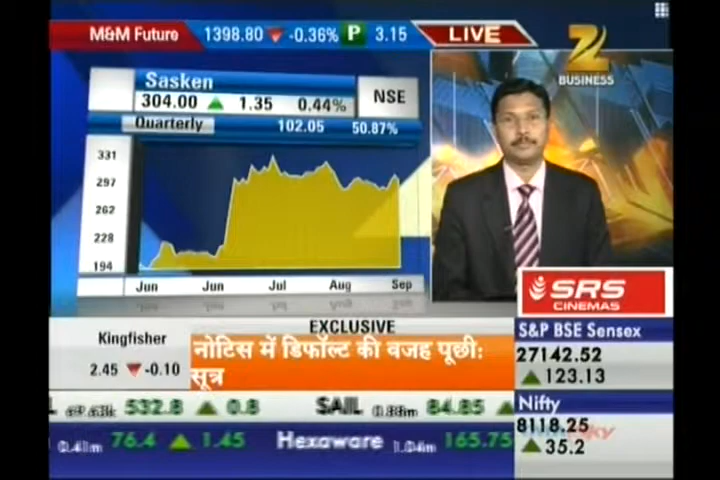 M&M Future 1398.80 -0.36% P 3.15 LIVE
Z
BUSINESS
Sasken
304.00 1.35 0.44% NSE
Quarterly 102.05 50.87%
331
297
262
228
194
Jun Jun Jul Aug Sep
SRS
CINEMAS
Kingfisher
2.45 -0.10
EXCLUSIVE
नोटिस में डिफॉल्ट की वजह पूछी:
सूत्र
S&P BSE Sensex
27142.52
123.13
532.8 0.8 SAIL 84.85
76.4 1.45 Hexaware 165.75
Nifty
8118.25
35.2